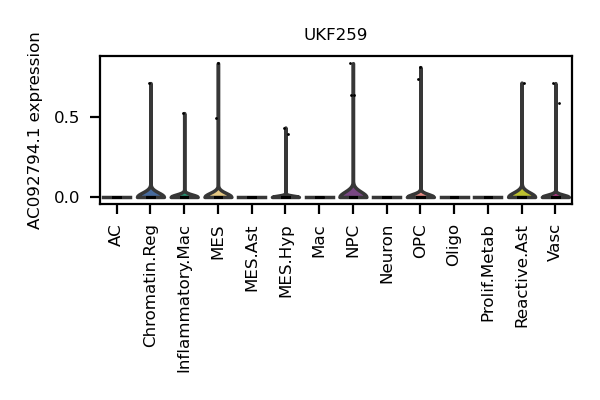 UKF259
AC092794.1 expression
0.5
0.0
AC
Chromatin.Reg
Inflammatory.Mac
MES
MES.Ast
MES.Hyp
Mac
NPC
Neuron
OPC
Oligo
Prolif.Metab
Reactive.Ast
Vasc